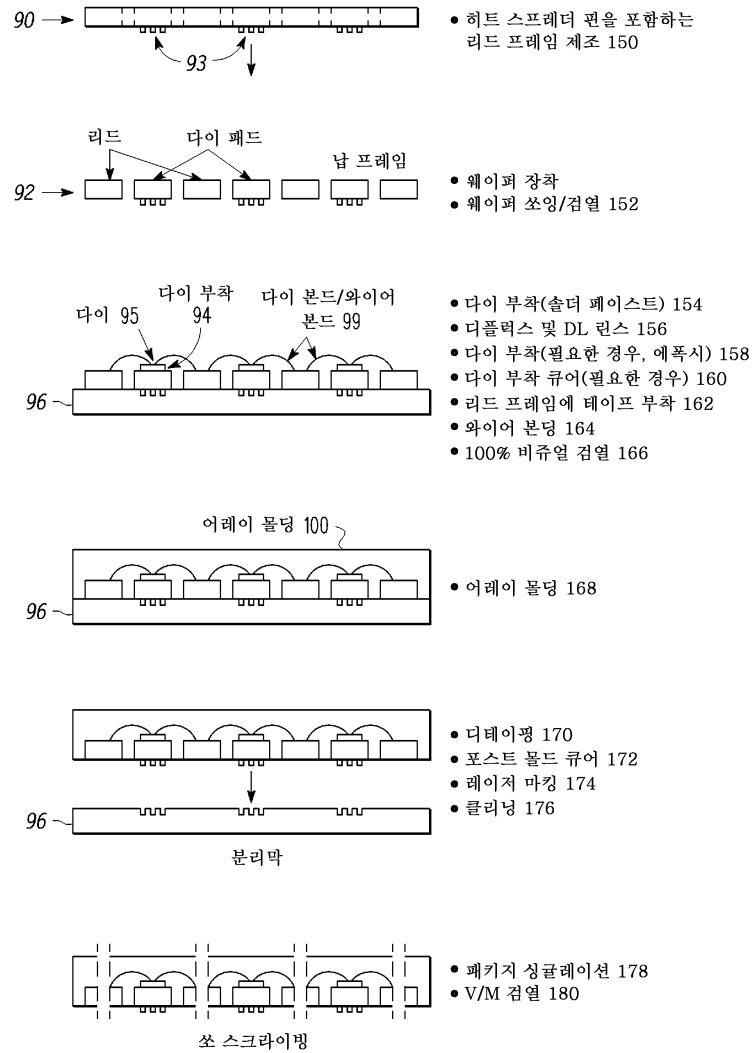 90
93
• 히트 스프레더 핀을 포함하는
리드 프레임 제조 150
리드
다이 패드
납 프레임
92
• 웨이퍼 장착
• 웨이퍼 쏘잉/검열 152
다이 95
다이 부착
94
다이 본드/와이어
본드 99
96
• 다이 부착(솔더 페이스트) 154
• 디플럭스 및 DL 린스 156
• 다이 부착(필요한 경우, 에폭시) 158
• 다이 부착 큐어(필요한 경우) 160
• 리드 프레임에 테이프 부착 162
• 와이어 본딩 164
• 100% 비쥬얼 검열 166
어레이 몰딩 100
96
• 어레이 몰딩 168
• 디테이핑 170
• 포스트 몰드 큐어 172
• 레이저 마킹 174
• 클리닝 176
96
분리막
• 패키지 싱귤레이션 178
• V/M 검열 180
쏘 스크라이빙